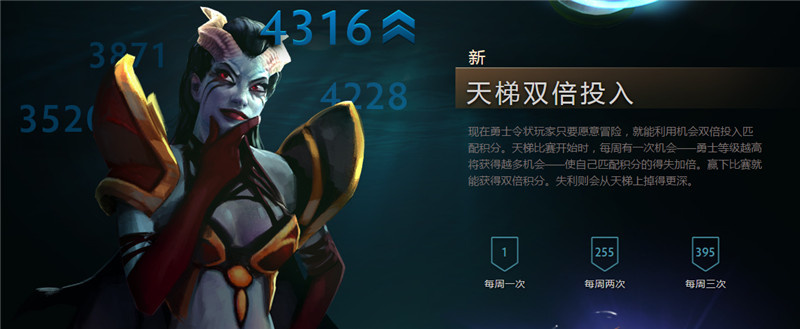 4316
3871
4228
3520
新
天梯双倍投入
现在勇士令状玩家只要愿意冒险，就能利用机会双倍投入匹
配积分。天梯比赛开始时，每周有一次机会——勇士等级越高
将获得越多机会——使自己匹配积分的得失加倍。赢下比赛就
能获得双倍积分。失利则会从天梯上掉得更深。
1
255
395
每周一次
每周两次
每周三次